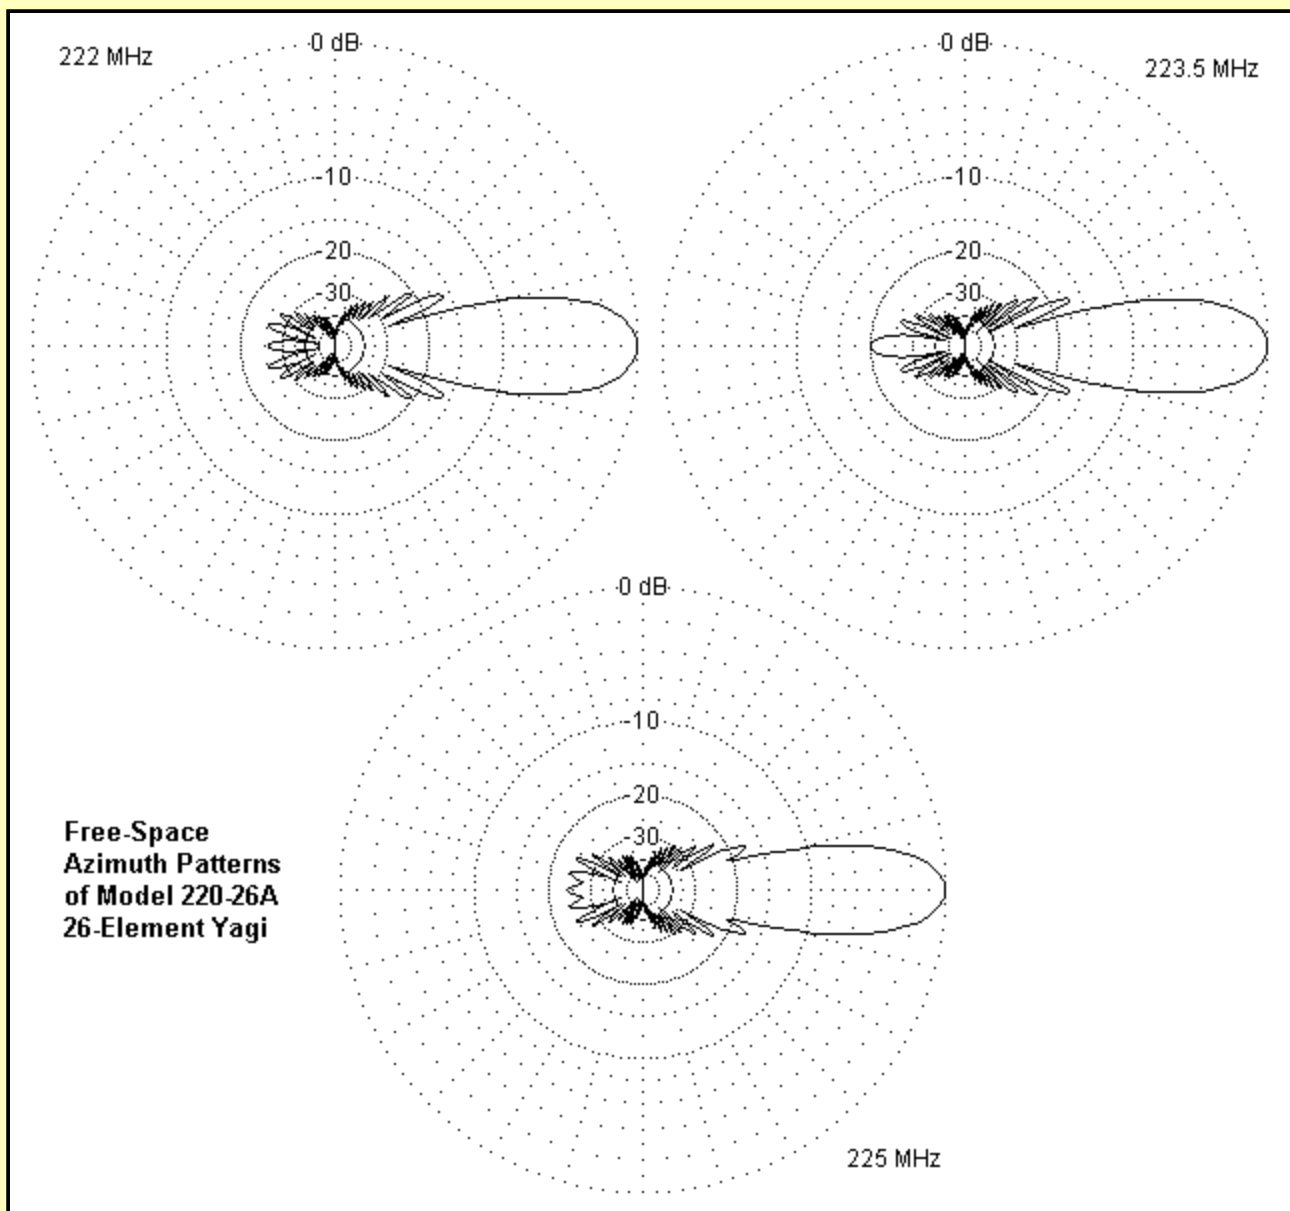 222 MHz
0 dB
-10
-20
-30
223.5 MHz
0 dB
-10
-20
-30
0 dB
-10
-20
-30
225 MHz
Free-Space
Azimuth Patterns
of Model 220-26A
26-Element Yagi